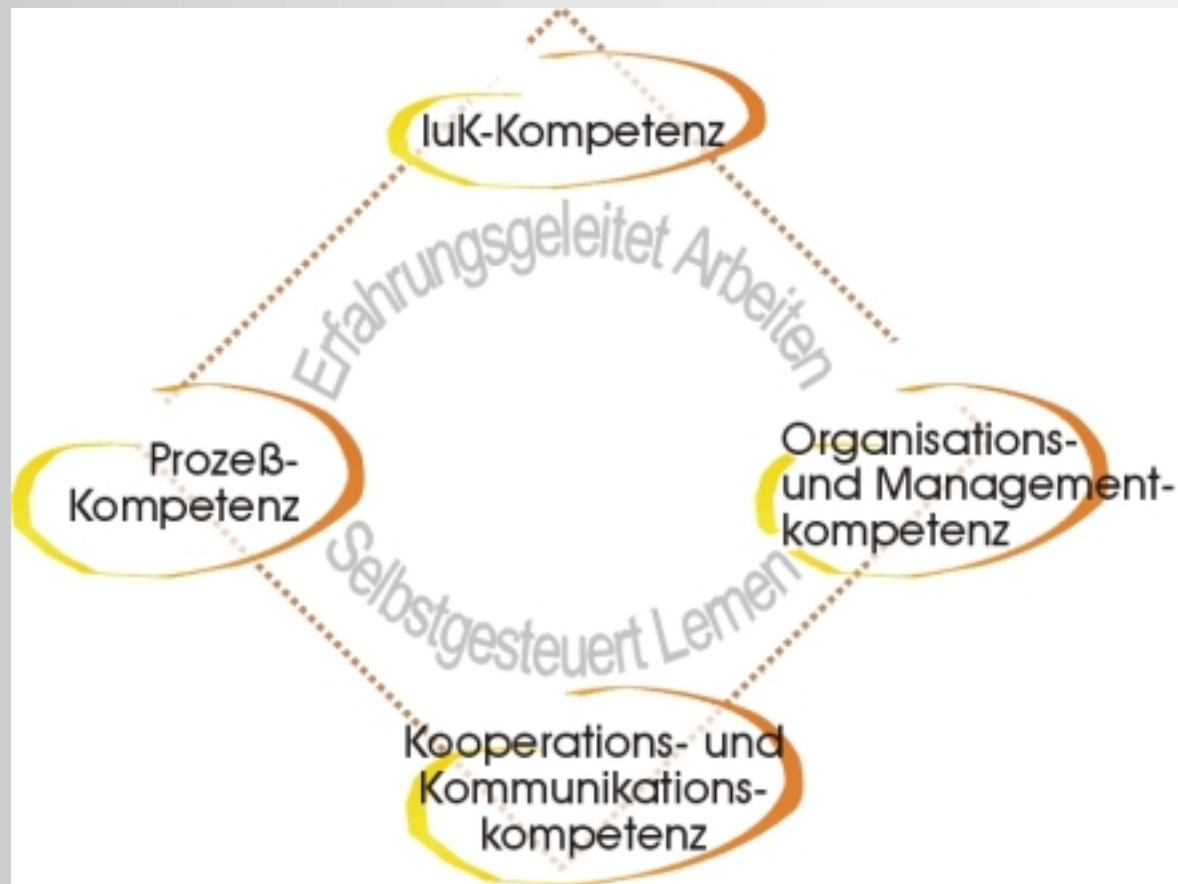 IuK-Kompetenz
Erfahrungsgeleitet Arbeiten
Prozeß-
Kompetenz
Organisations-
und Management-
kompetenz
Selbstgesteuert Lernen
Kooperations- und
Kommunikations-
kompetenz